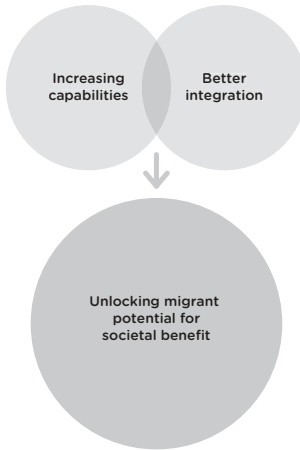 Increasing
capabilities
Better
integration
Unlocking migrant
potential for
societal benefit